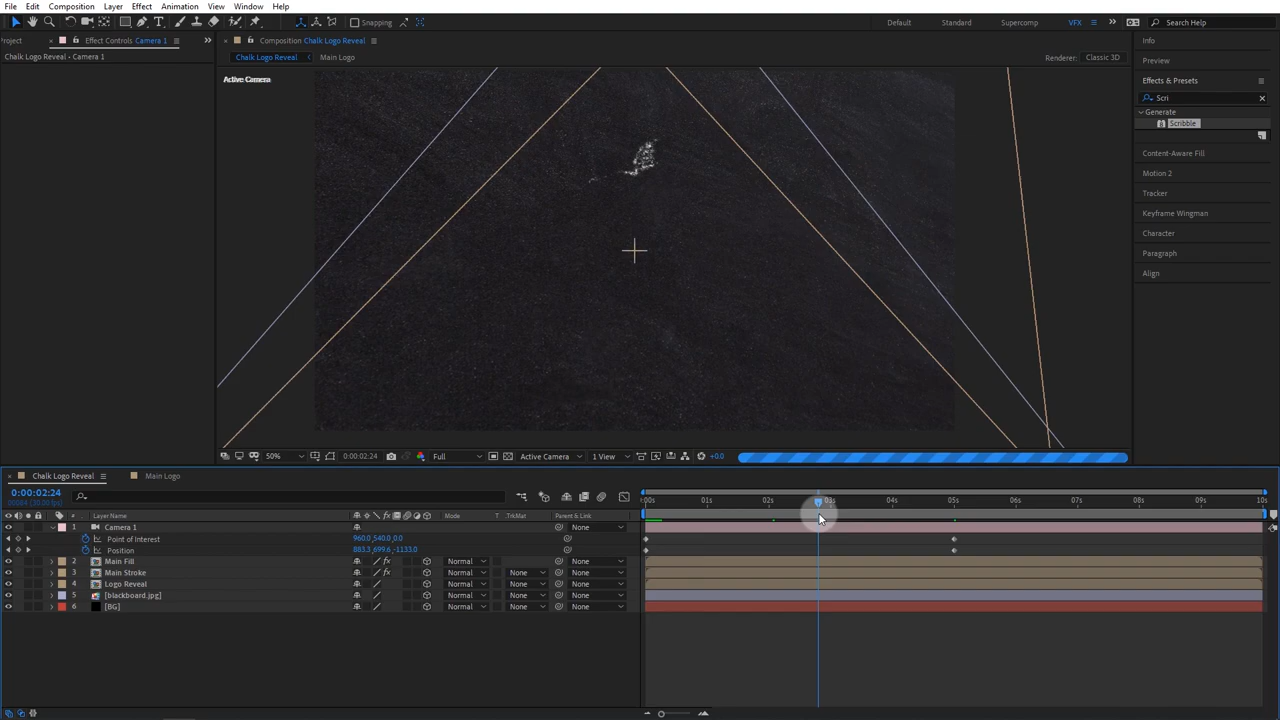 File Edit Composition Layer Effect Animation View Window Help
Snapping
Default Standard Supercomp VFX Search Help
Project Effect Controls Camera 1
Composition Chalk Logo Reveal
Info
Chalk Logo Reveal - Camera 1
Chalk Logo Reveal Main Logo
Renderer: Classic 3D
Preview
Active Camera
Effects & Presets
Scri
Generate
Scribble
Content-Aware Fill
Motion 2
Tracker
Keyframe Wingman
Character
Paragraph
Align
50% 0:00:02:24 Full Active Camera 1 View +0.0
Chalk Logo Reveal Main Logo
0:00:02:24
:00s 01s 02s 03s 04s 05s 06s 07s 08s 09s 10s
# Layer Name Mode T .TrkMat Parent & Link
1 Camera 1 None
Point of Interest 960.0,540.0,0.0
Position 883.3,699.6,-1133.0
2 Main Fill Normal None
3 Main Stroke Normal None None
4 Logo Reveal Normal None None
5 [blackboard.jpg] Normal None None
6 [BG] Normal None None